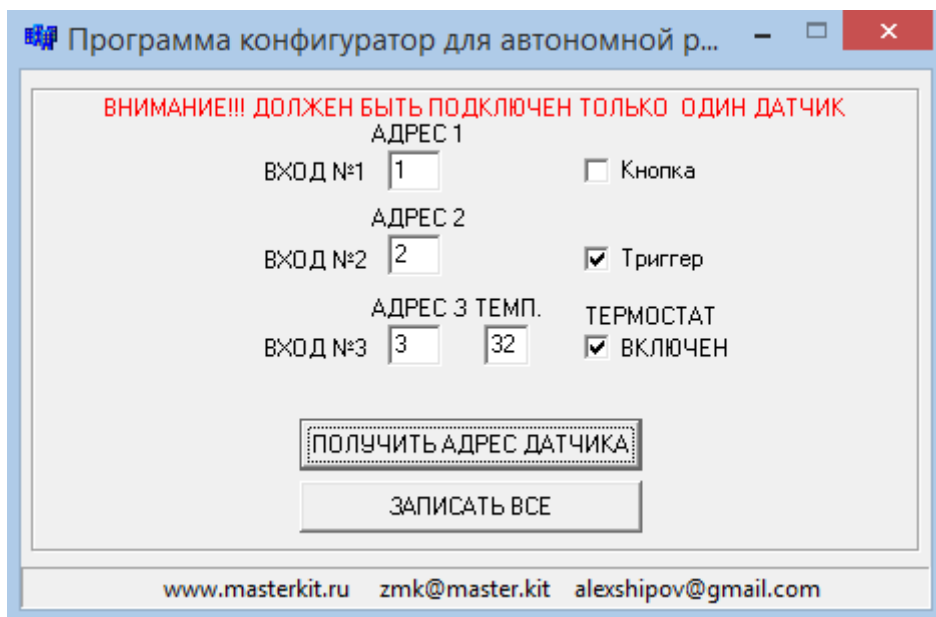 Программа конфигуратор для автономной р...
ВНИМАНИЕ!!! ДОЛЖЕН БЫТЬ ПОДКЛЮЧЕН ТОЛЬКО ОДИН ДАТЧИК
АДРЕС 1
ВХОД №1 1 Кнопка
АДРЕС 2
ВХОД №2 2 Триггер
АДРЕС 3 ТЕМП. ТЕРМОСТАТ
ВХОД №3 3 32 ВКЛЮЧЕН
ПОЛУЧИТЬ АДРЕС ДАТЧИКА
ЗАПИСАТЬ ВСЕ
www.masterkit.ru zmk@master.kit alexshipov@gmail.com